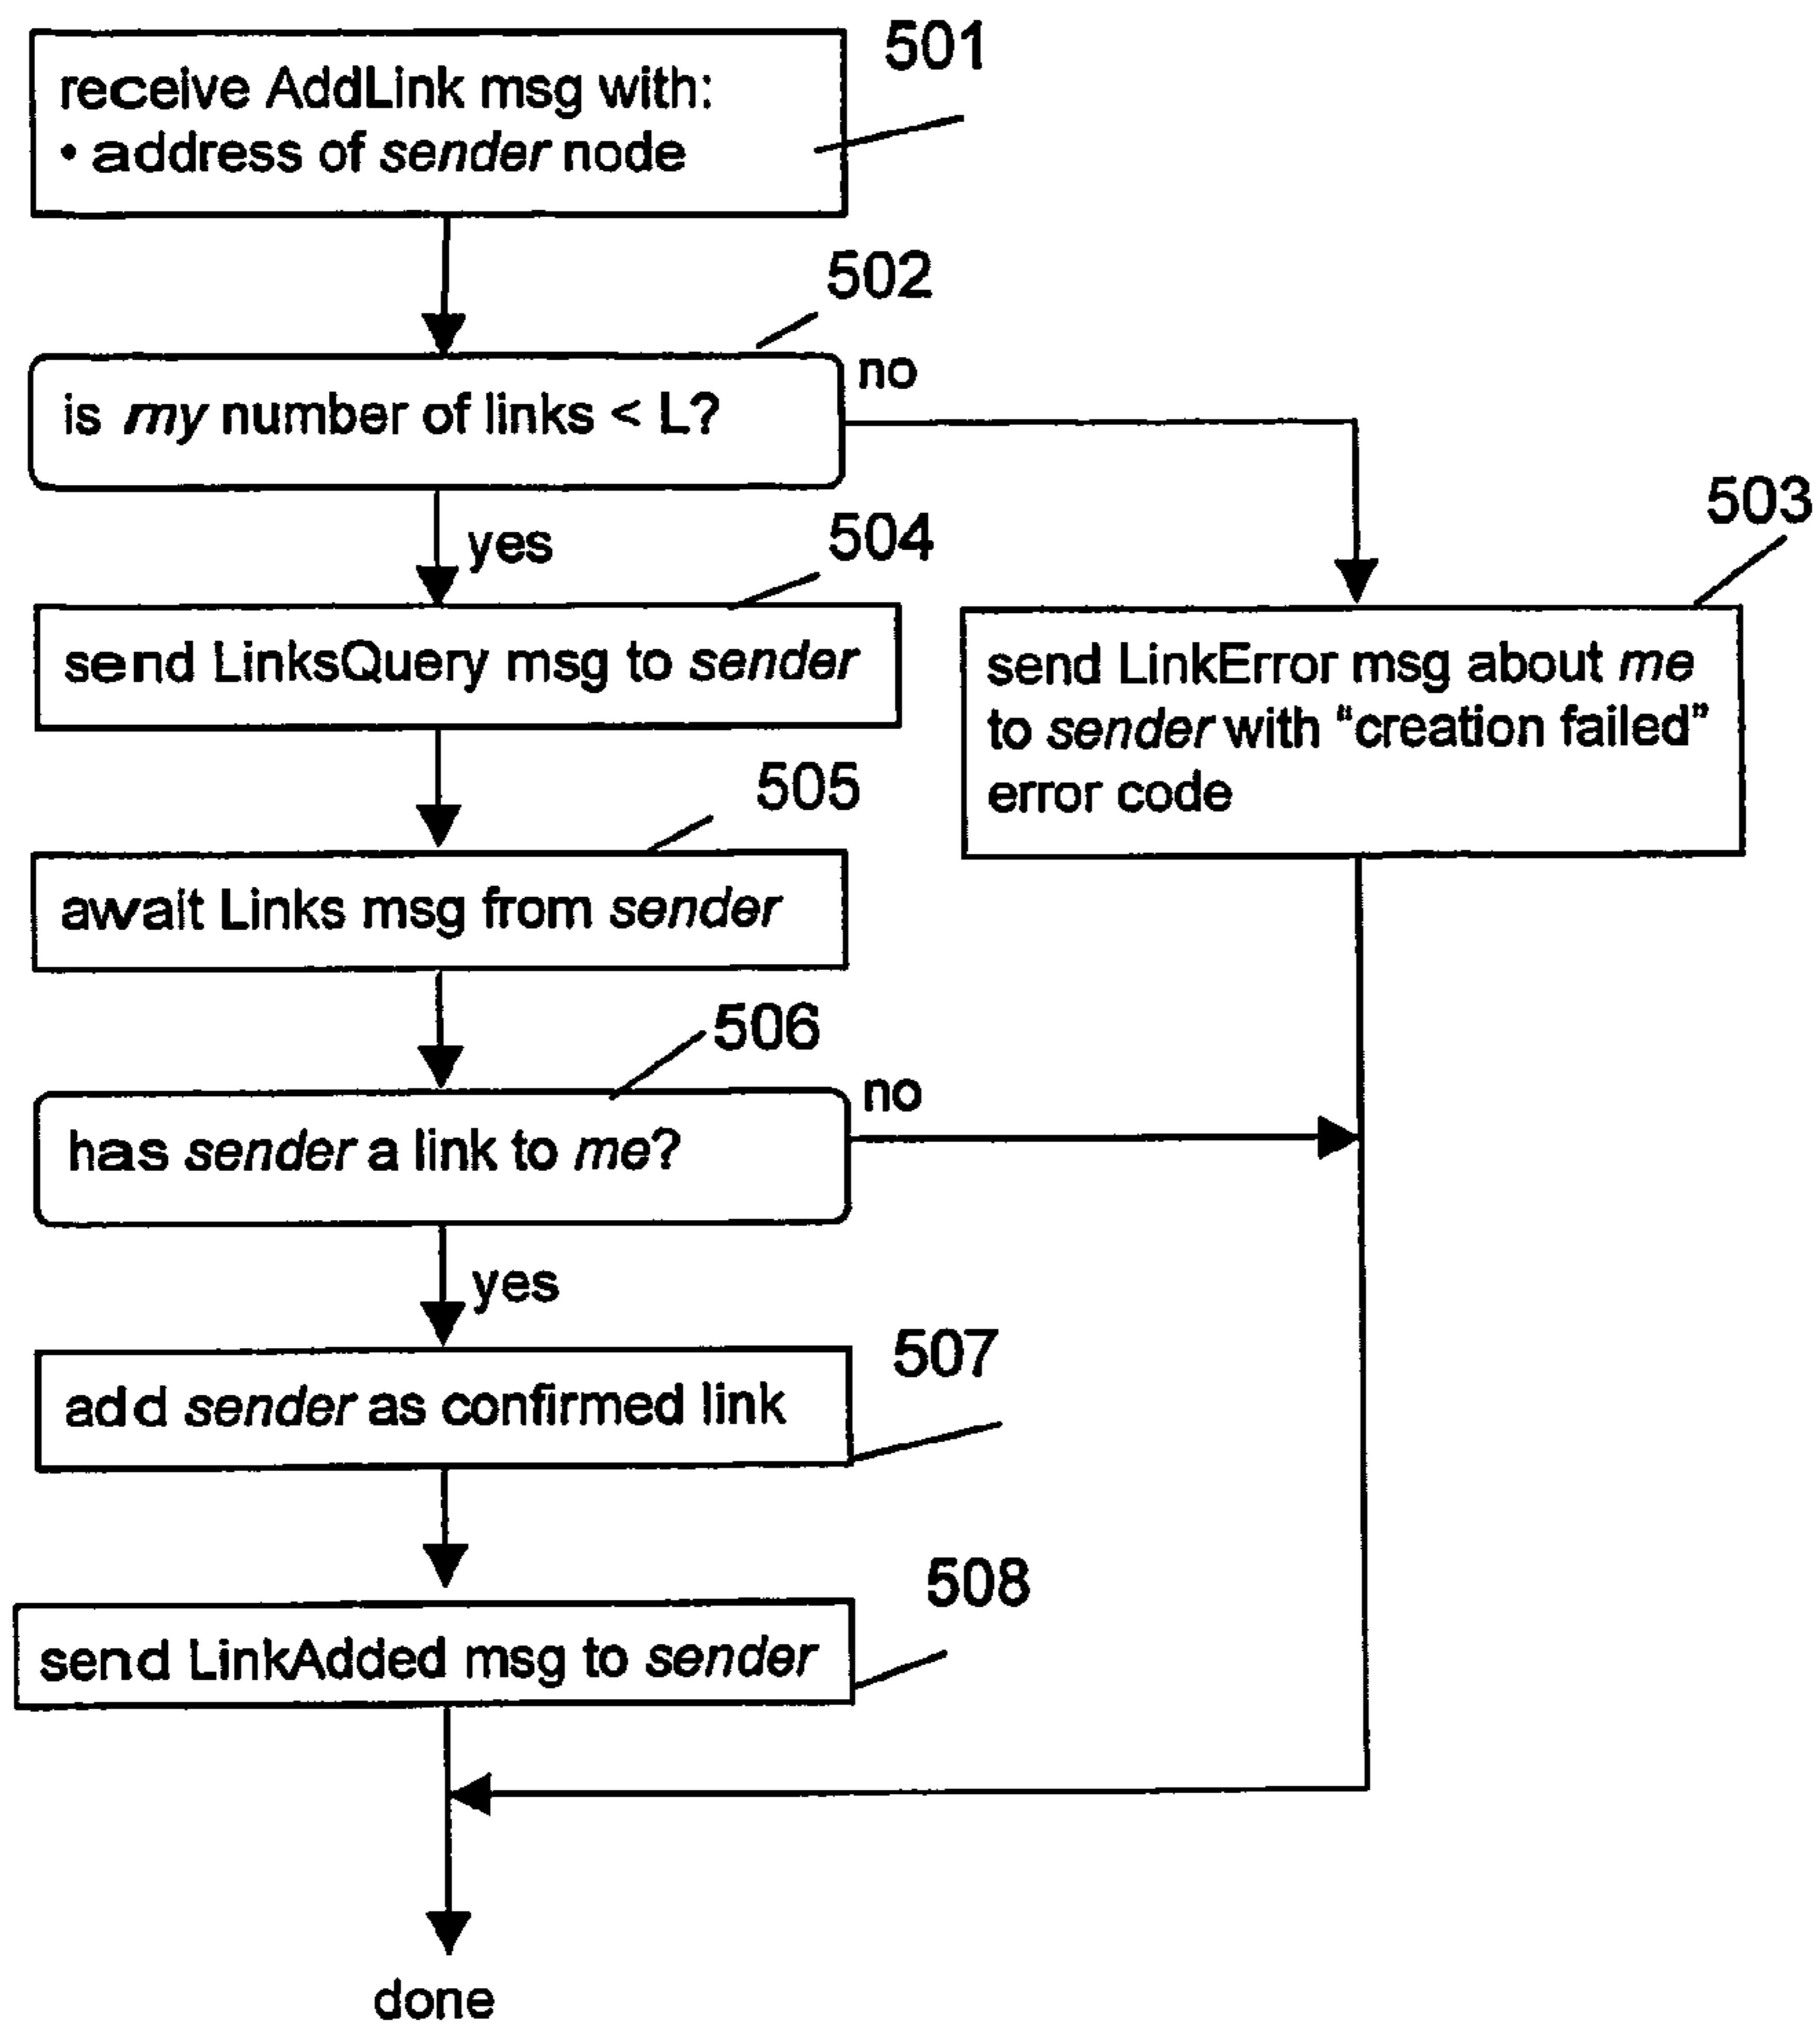 501
receive AddLink msg with:
• address of sender node
502
is my number of links < L?
no
yes
503
send LinkError msg about me
to sender with “creation failed”
error code
504
send LinksQuery msg to sender
505
await Links msg from sender
506
has sender a link to me?
no
yes
507
add sender as confirmed link
508
send LinkAdded msg to sender
done